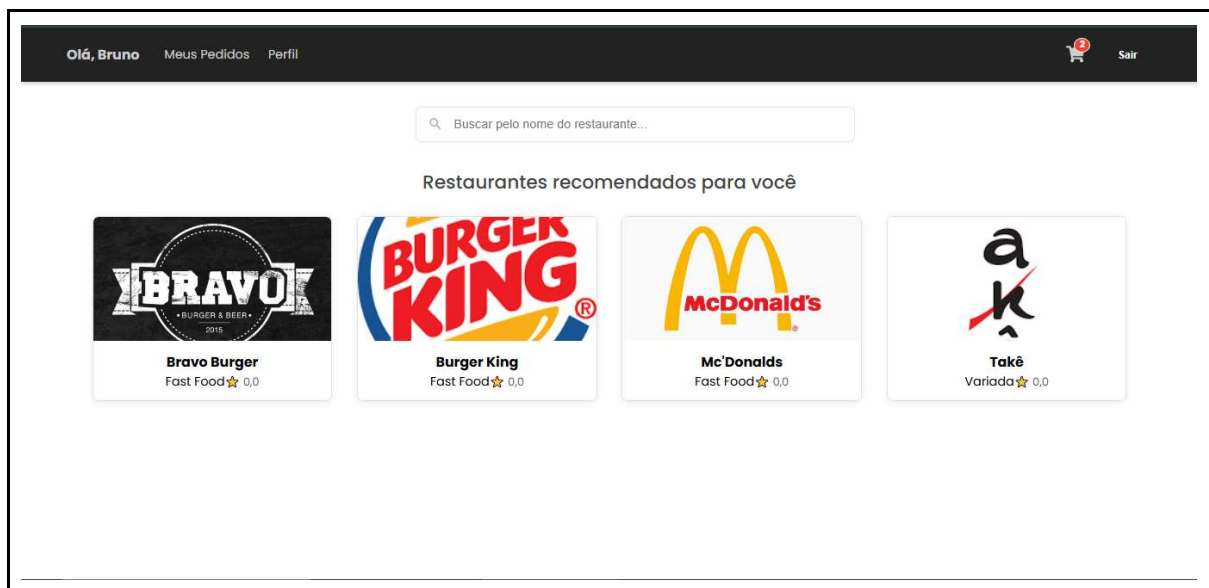 Olá, Bruno Meus Pedidos Perfil 2 Sair
Buscar pelo nome do restaurante...
Restaurantes recomendados para você
BRAVO
•BURGER & BEER•
2015
BURGER
KING
®
McDonald's
®
a
k
^
Bravo Burger
Fast Food 0,0
Burger King
Fast Food 0,0
Mc'Donalds
Fast Food 0,0
Takê
Variada 0,0